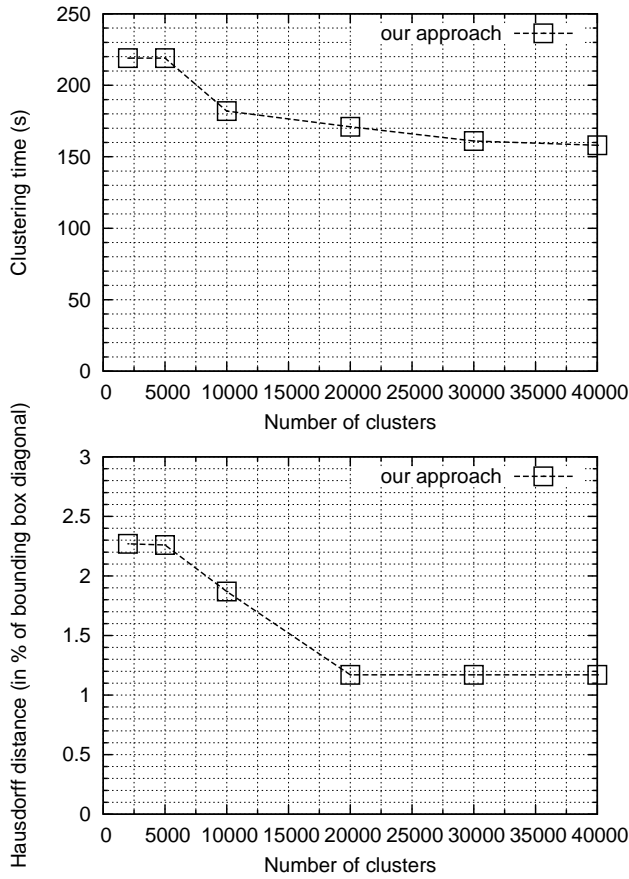 250
200
150
100
50
0
Clustering time (s)
our approach
0 5000 10000 15000 20000 25000 30000 35000 40000
Number of clusters
3
2.5
2
1.5
1
0.5
0
Hausdorff distance (in % of bounding box diagonal)
our approach
0 5000 10000 15000 20000 25000 30000 35000 40000
Number of clusters